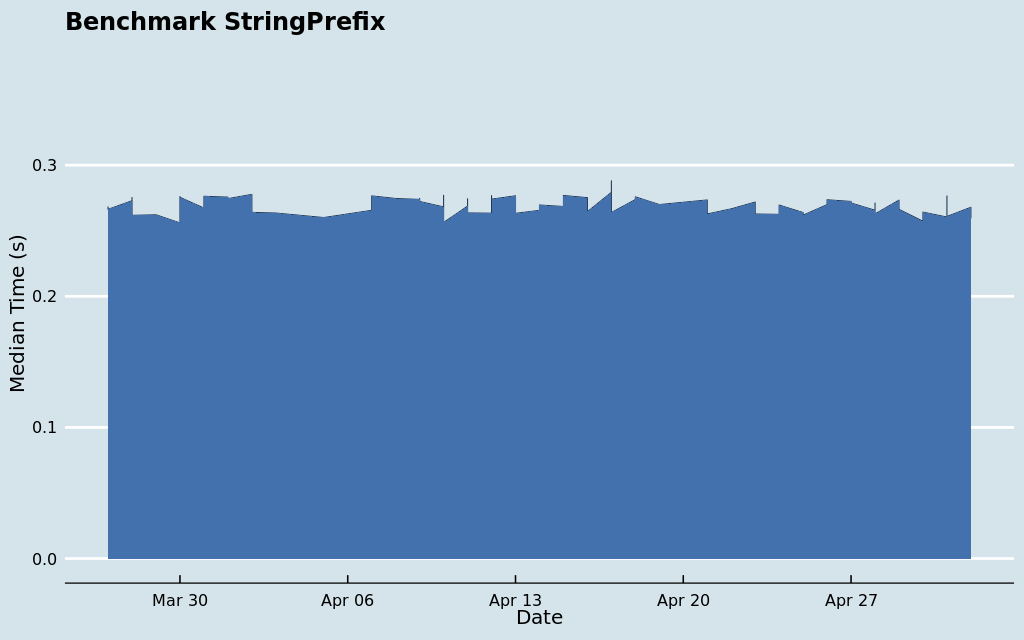 Benchmark StringPrefix
0.3
0.2
0.1
0.0
Median Time (s)
Mar 30 Apr 06 Apr 13 Apr 20 Apr 27
Date